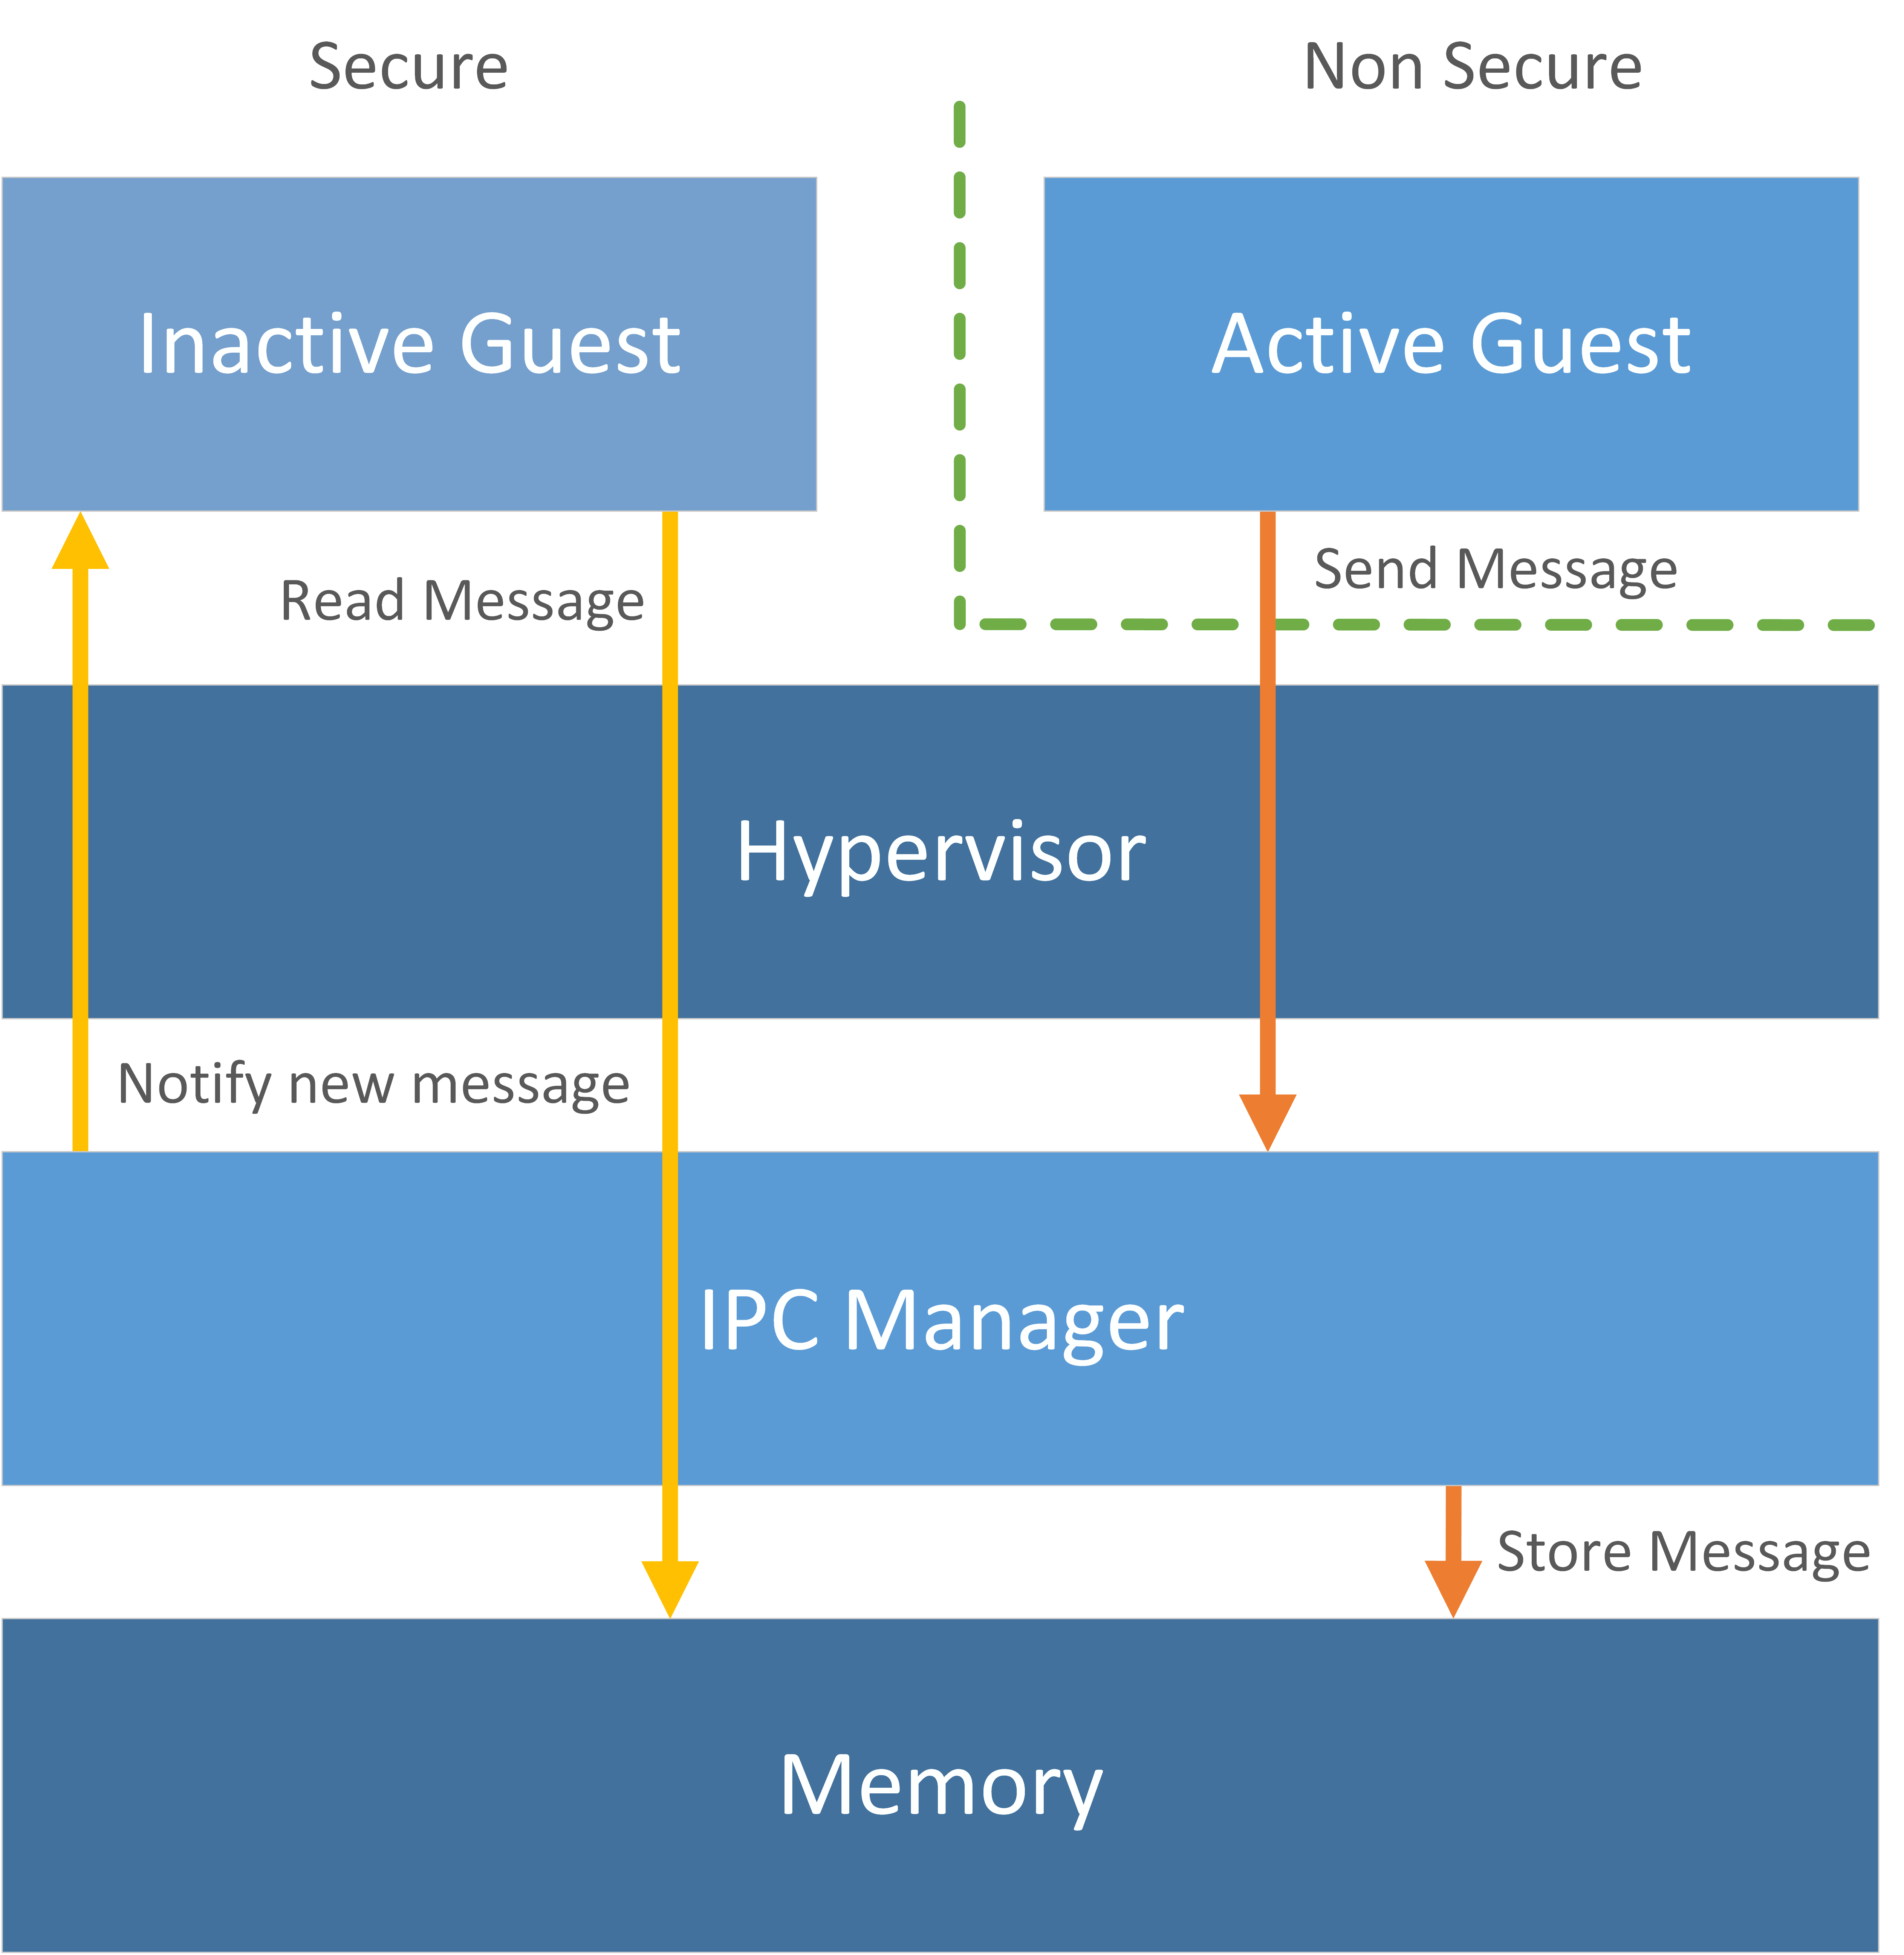 Secure
Non Secure
Inactive Guest
Active Guest
Send Message
Read Message
Hypervisor
Notify new message
IPC Manager
Store Message
Memory